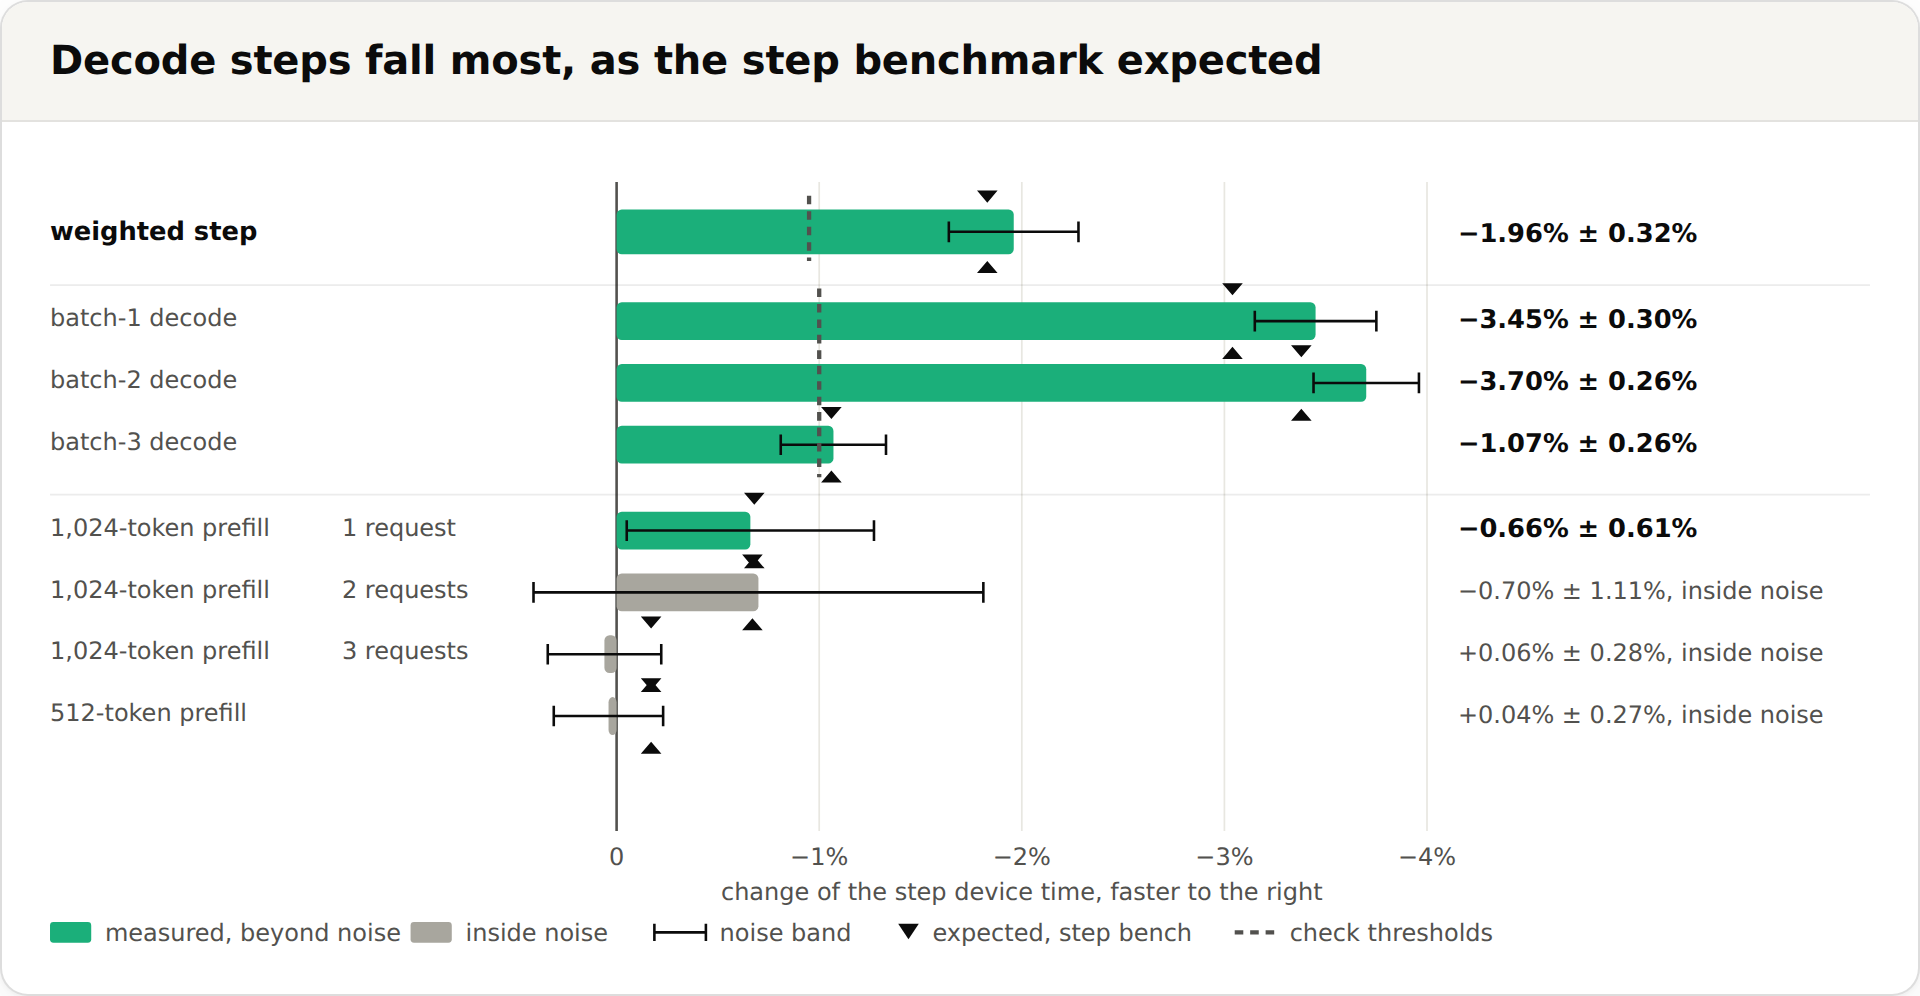 Decode steps fall most, as the step benchmark expected
weighted step
−1.96% ± 0.32%
batch-1 decode
−3.45% ± 0.30%
batch-2 decode
−3.70% ± 0.26%
batch-3 decode
−1.07% ± 0.26%
1,024-token prefill 1 request
−0.66% ± 0.61%
1,024-token prefill 2 requests
−0.70% ± 1.11%, inside noise
1,024-token prefill 3 requests
+0.06% ± 0.28%, inside noise
512-token prefill
+0.04% ± 0.27%, inside noise
0 −1% −2% −3% −4%
change of the step device time, faster to the right
measured, beyond noise inside noise noise band expected, step bench check thresholds